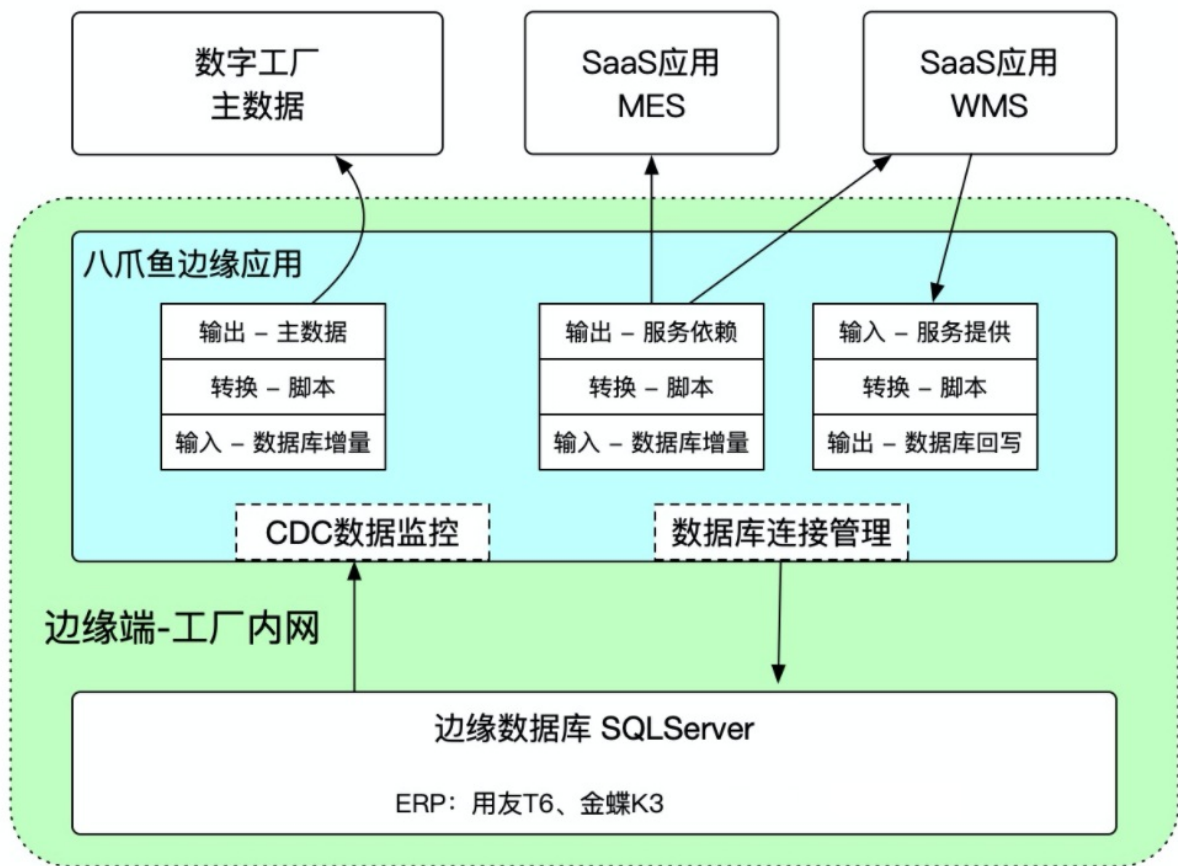 数字工厂
主数据
SaaS应用
MES
SaaS应用
WMS
八爪鱼边缘应用
输出 – 主数据
转换 – 脚本
输入 – 数据库增量
输出 – 服务依赖
转换 – 脚本
输入 – 数据库增量
输入 – 服务提供
转换 – 脚本
输出 – 数据库回写
CDC数据监控
数据库连接管理
边缘端-工厂内网
边缘数据库 SQLServer
ERP：用友T6、金蝶K3